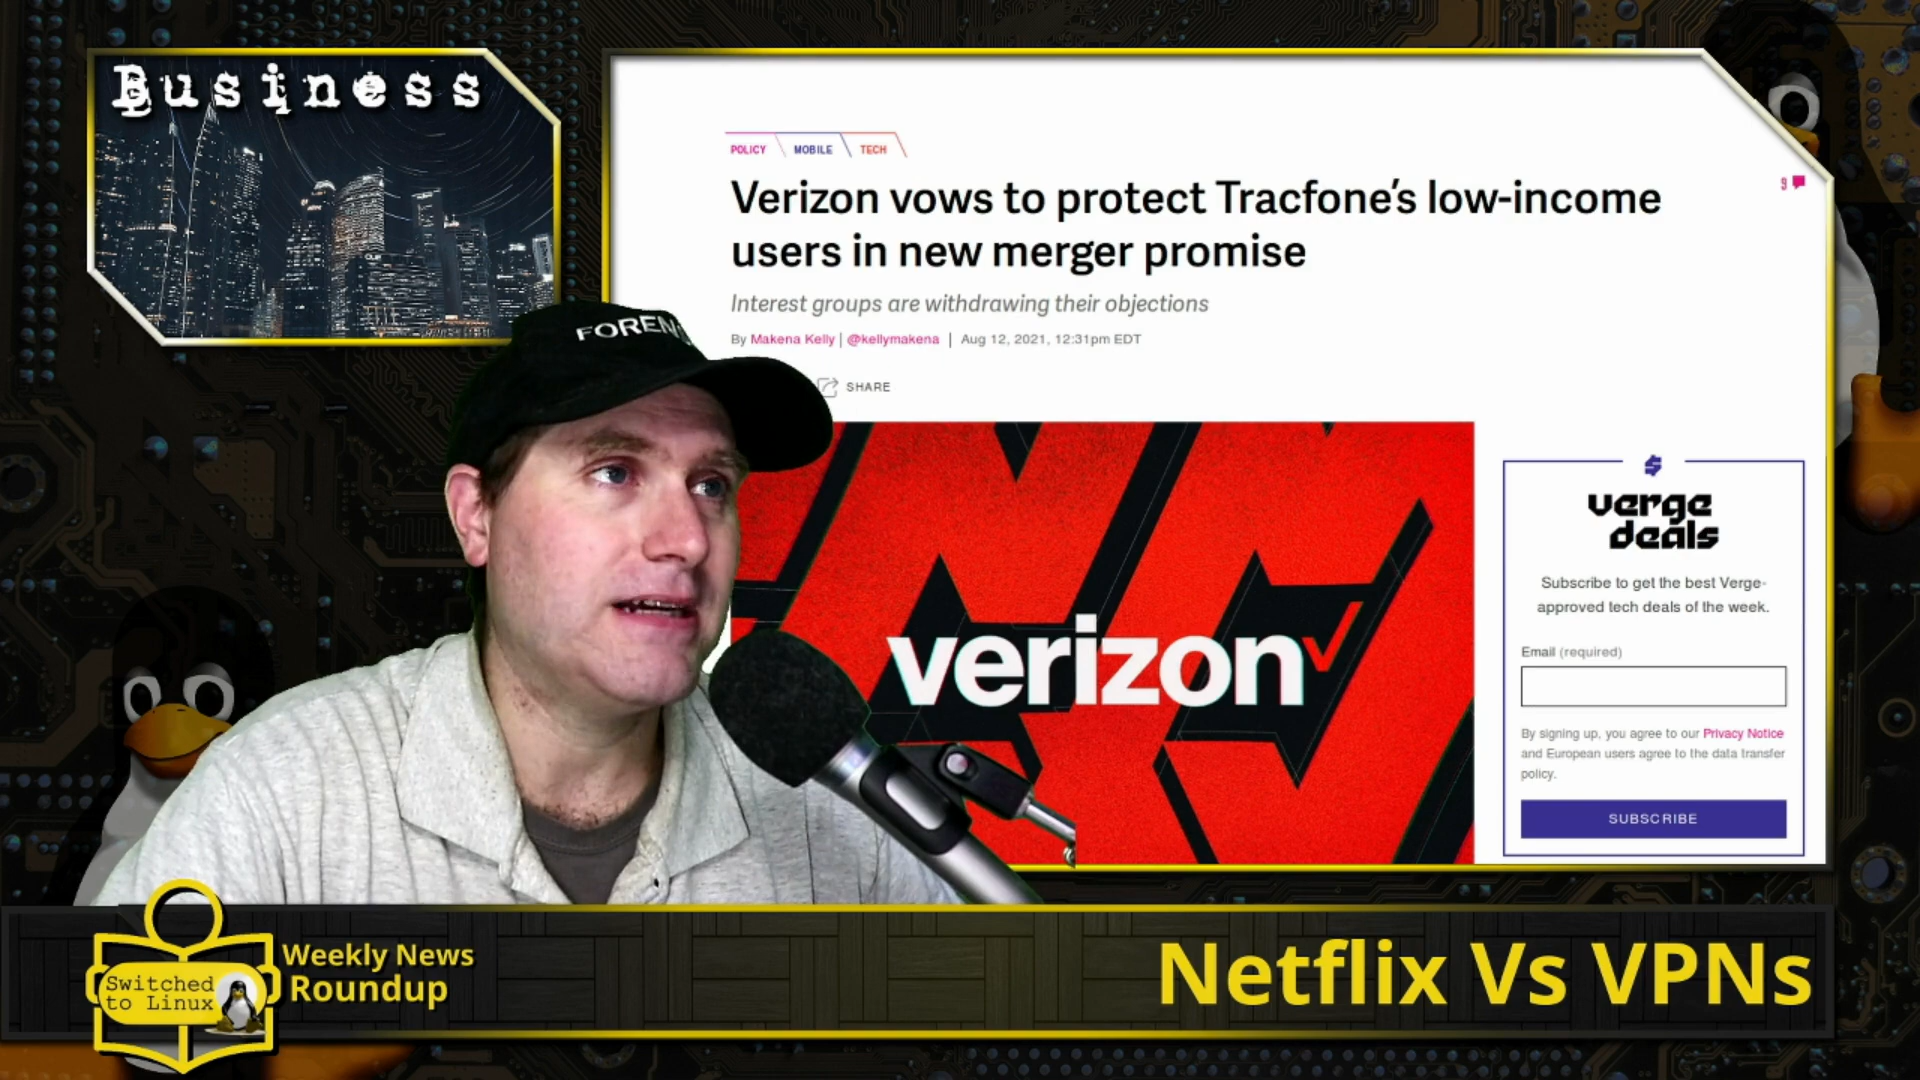 Business
POLICY
MOBILE
TECH
9
Verizon vows to protect Tracfone's low-income
users in new merger promise
Interest groups are withdrawing their objections
By Makena Kelly | @kellymakena | Aug 12, 2021, 12:31pm EDT
SHARE
verizon
verge
deals
Subscribe to get the best Verge-
approved tech deals of the week.
Email (required)
By signing up, you agree to our Privacy Notice
and European users agree to the data transfer
policy.
SUBSCRIBE
Switched
to Linux
Weekly News
Roundup
Netflix Vs VPNs